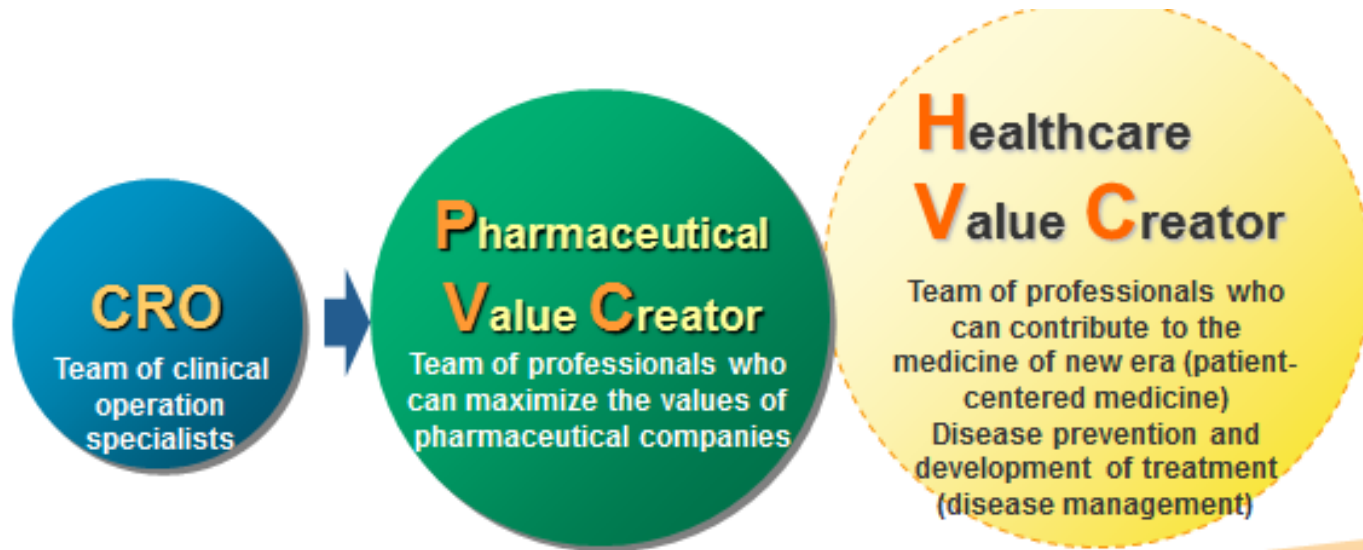 CRO
Team of clinical
operation
specialists
Pharmaceutical
Value Creator
Team of professionals who
can maximize the values of
pharmaceutical companies
Healthcare
Value Creator
Team of professionals who
can contribute to the
medicine of new era (patient-
centered medicine)
Disease prevention and
development of treatment
(disease management)